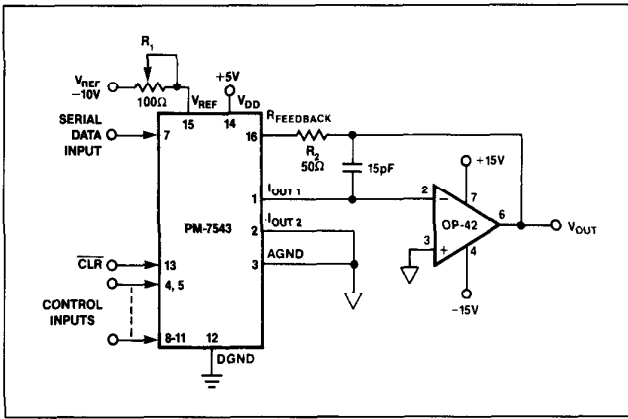 R1
VREF
-10V
100Ω
VREF
+5V
VDD
15
14
SERIAL
DATA
INPUT
7
16
RFEEDBACK
R2
50Ω
15pF
+15V
1
IOUT 1
2
7
6
VOUT
PM-7543
OP-42
2
IOUT 2
3
4
3
AGND
CLR
13
4, 5
-15V
CONTROL
INPUTS
8-11
12
DGND